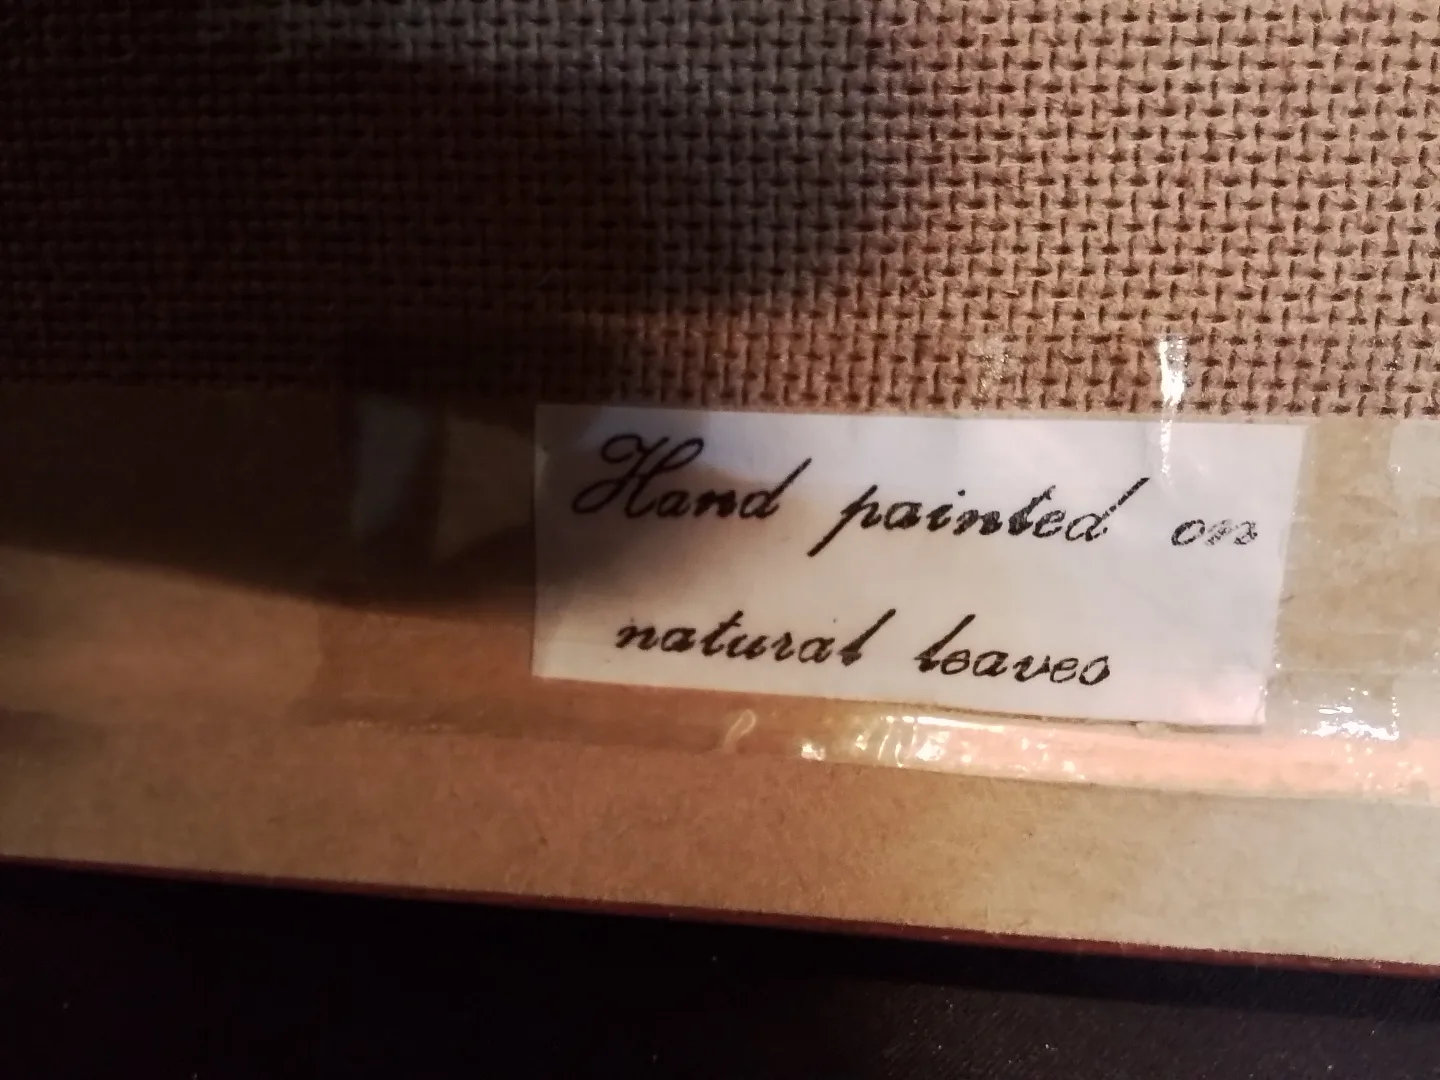 Hand painted on
natural leaves